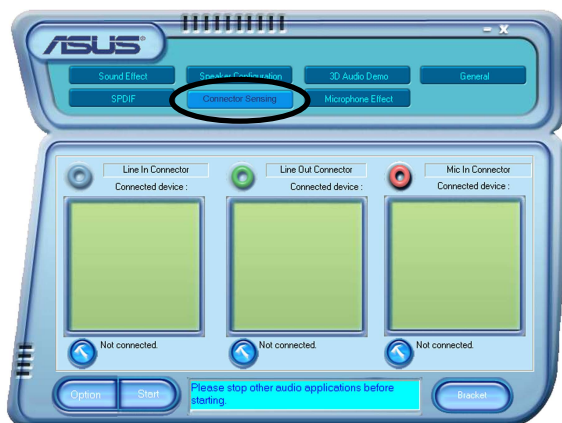 ASUS
Sound Effect
Speaker Configuration
3D Audio Demo
General
SPDIF
Connector Sensing
Microphone Effect
Line In Connector
Connected device :
Line Out Connector
Connected device :
Mic In Connector
Connected device :
Not connected.
Not connected.
Not connected.
Option
Start
Please stop other audio applications before
starting.
Bracket